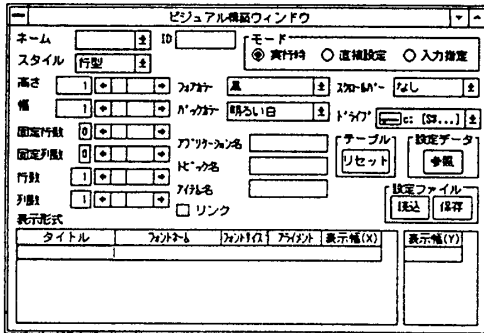 ビジュアル構築ウィンドウ
ネーム ID モード
実行時 直接設定 入力指定
スタイル 行型
高さ 1 フォアカラー 黒 スクロールバー なし
幅 1 バックカラー 明るい白 ドライブ c: [S$...]
固定行数 0 アプリケーション名 テーブル 設定データ
固定列数 0 リセット 参照
トピック名
行数 1 アイテム名 設定ファイル
列数 1 リンク 読込 保存
表示形式
タイトル フォントネーム フォントサイズ アライメント 表示幅(X) 表示幅(Y)